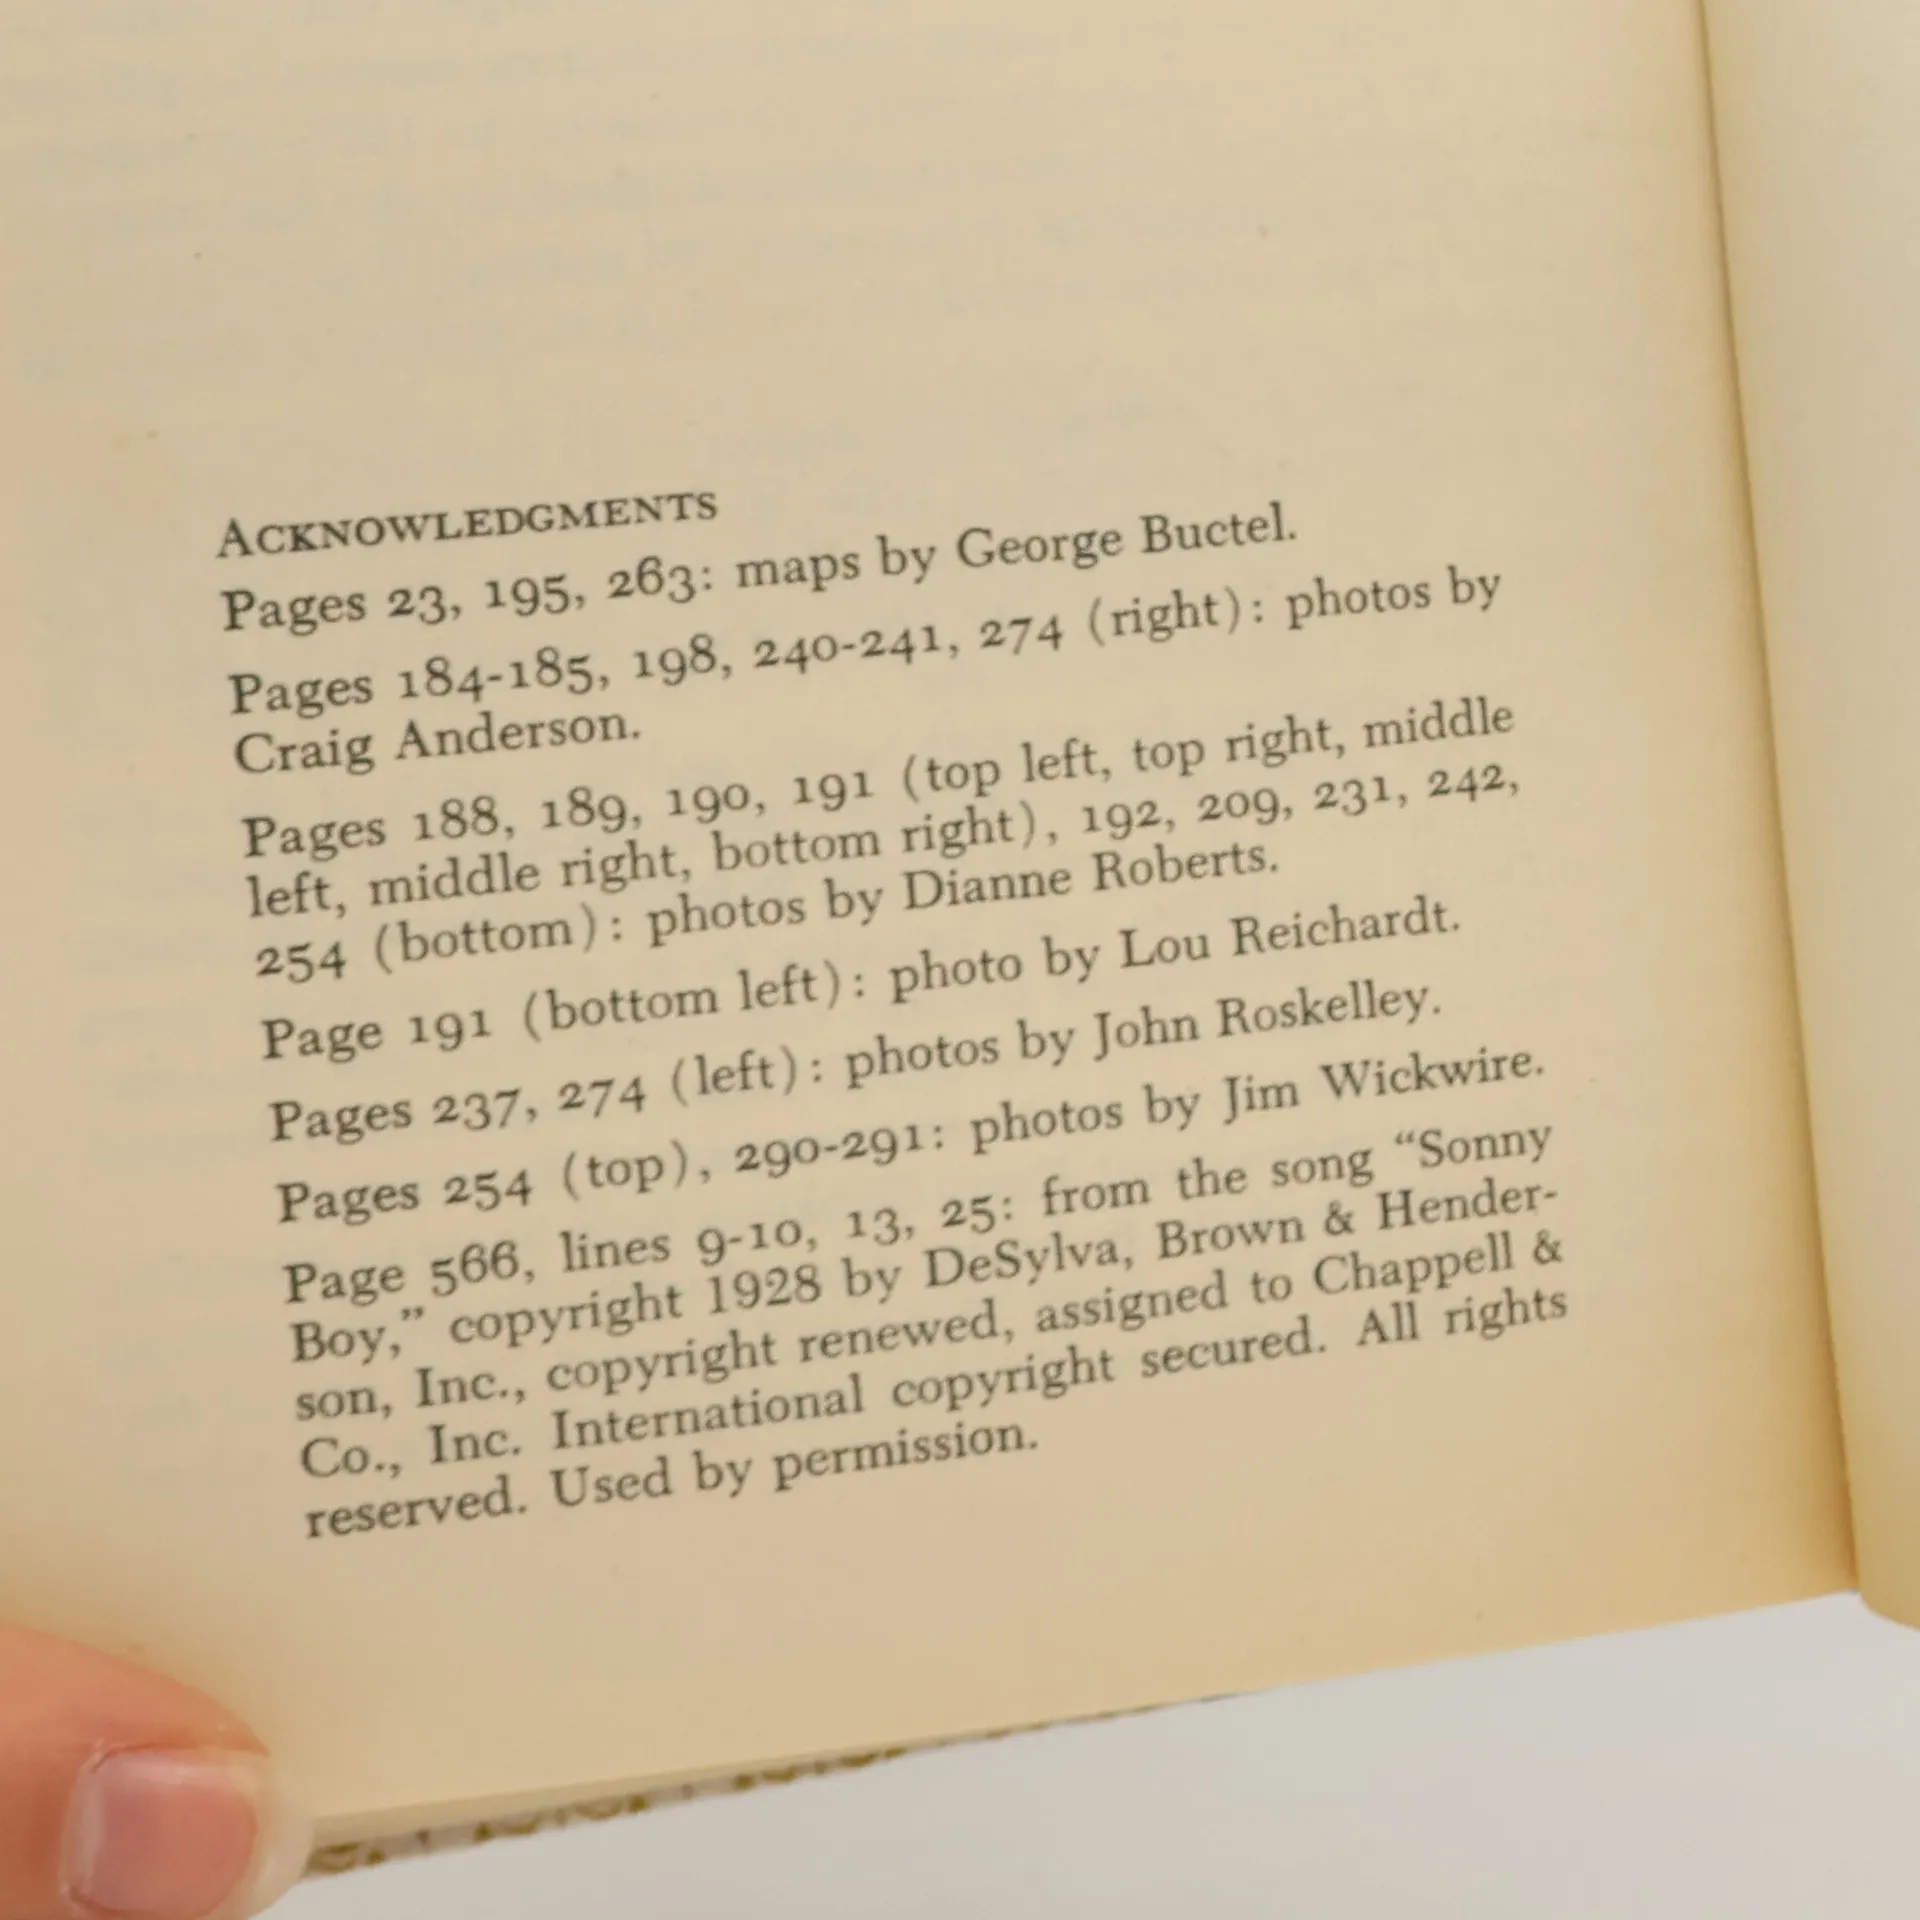 ACKNOWLEDGMENTS
Pages 23, 195, 263: maps by George Buctel.
Pages 184-185, 198, 240-241, 274 (right): photos by
Craig Anderson.
Pages 188, 189, 190, 191 (top left, top right, middle
left, middle right, bottom right), 192, 209, 231, 242,
254 (bottom): photos by Dianne Roberts.
Page 191 (bottom left): photo by Lou Reichardt.
Pages 237, 274 (left): photos by John Roskelley.
Pages 254 (top), 290-291: photos by Jim Wickwire.
Page 566, lines 9-10, 13, 25: from the song “Sonny
Boy,” copyright 1928 by DeSylva, Brown & Hender-
son, Inc., copyright renewed, assigned to Chappell &
Co., Inc. International copyright secured. All rights
reserved. Used by permission.